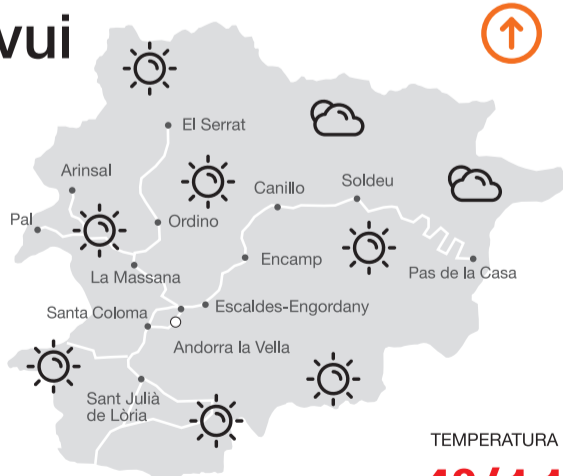 vui
El Serrat
Arinsal
Canillo
Soldeu
Pal
Ordino
Encamp
La Massana
Pas de la Casa
Escaldes-Engordany
Santa Coloma
Andorra la Vella
Sant Julià
de Lòria
TEMPERATURA